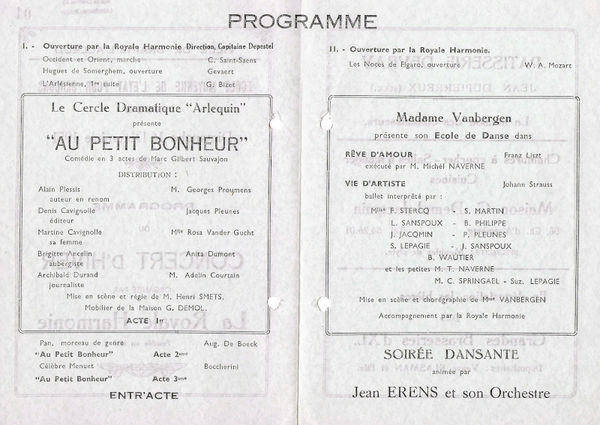 PROGRAMME
I. - Ouverture par la Royale Harmonie Direction, Capitaine Depestel
Occident et Orient, marche C. Saint-Saens
Hugues de Somerghem, ouverture Gevaert
L'Arlésienne, 1re suite G. Bizet
Le Cercle Dramatique "Arlequin"
présente
"AU PETIT BONHEUR"
Comédie en 3 actes de Marc Gilbert Sauvajon
DISTRIBUTION :
Alain Plessis M. Georges Proumens
auteur en renom
Denis Cavignolle Jacques Pleunes
éditeur
Martine Cavignolle Mlle Rosa Vander Gucht
sa femme
Brigitte Ancelin Anita Dumont
aubergiste
Archibald Durand M. Adelin Courtain
journaliste
Mise en scène et régie de M. Henri SMETS.
Mobilier de la Maison G. DEMOL.
ACTE 1er
Pan, morceau de genre Aug. De Boeck
"Au Petit Bonheur" Acte 2me
Célèbre Menuet Boccherini
"Au Petit Bonheur" Acte 3me
ENTR'ACTE
II. - Ouverture par la Royale Harmonie.
Les Noces de Figaro, ouverture W. A. Mozart
Madame Vanbergen
présente son Ecole de Danse dans
RÊVE D'AMOUR Franz Liszt
exécuté par M. Michel NAVERNE
VIE D'ARTISTE Johann Strauss
ballet interprété par :
Mlles F. STERCQ - S. MARTIN
L. SANSPOUX - B. PHILIPPE
J. JACQMIN - P. PLEUNES
S. LEPAGIE - J. SANSPOUX
B. WAUTIER
et les petites M. T. NAVERNE
M. C. SPRINGAEL - Suz. LEPAGIE
Mise en scène et chorégraphie de Mme VANBERGEN
Accompagnement par la Royale Harmonie
SOIRÉE DANSANTE
animée par
Jean ERENS et son Orchestre